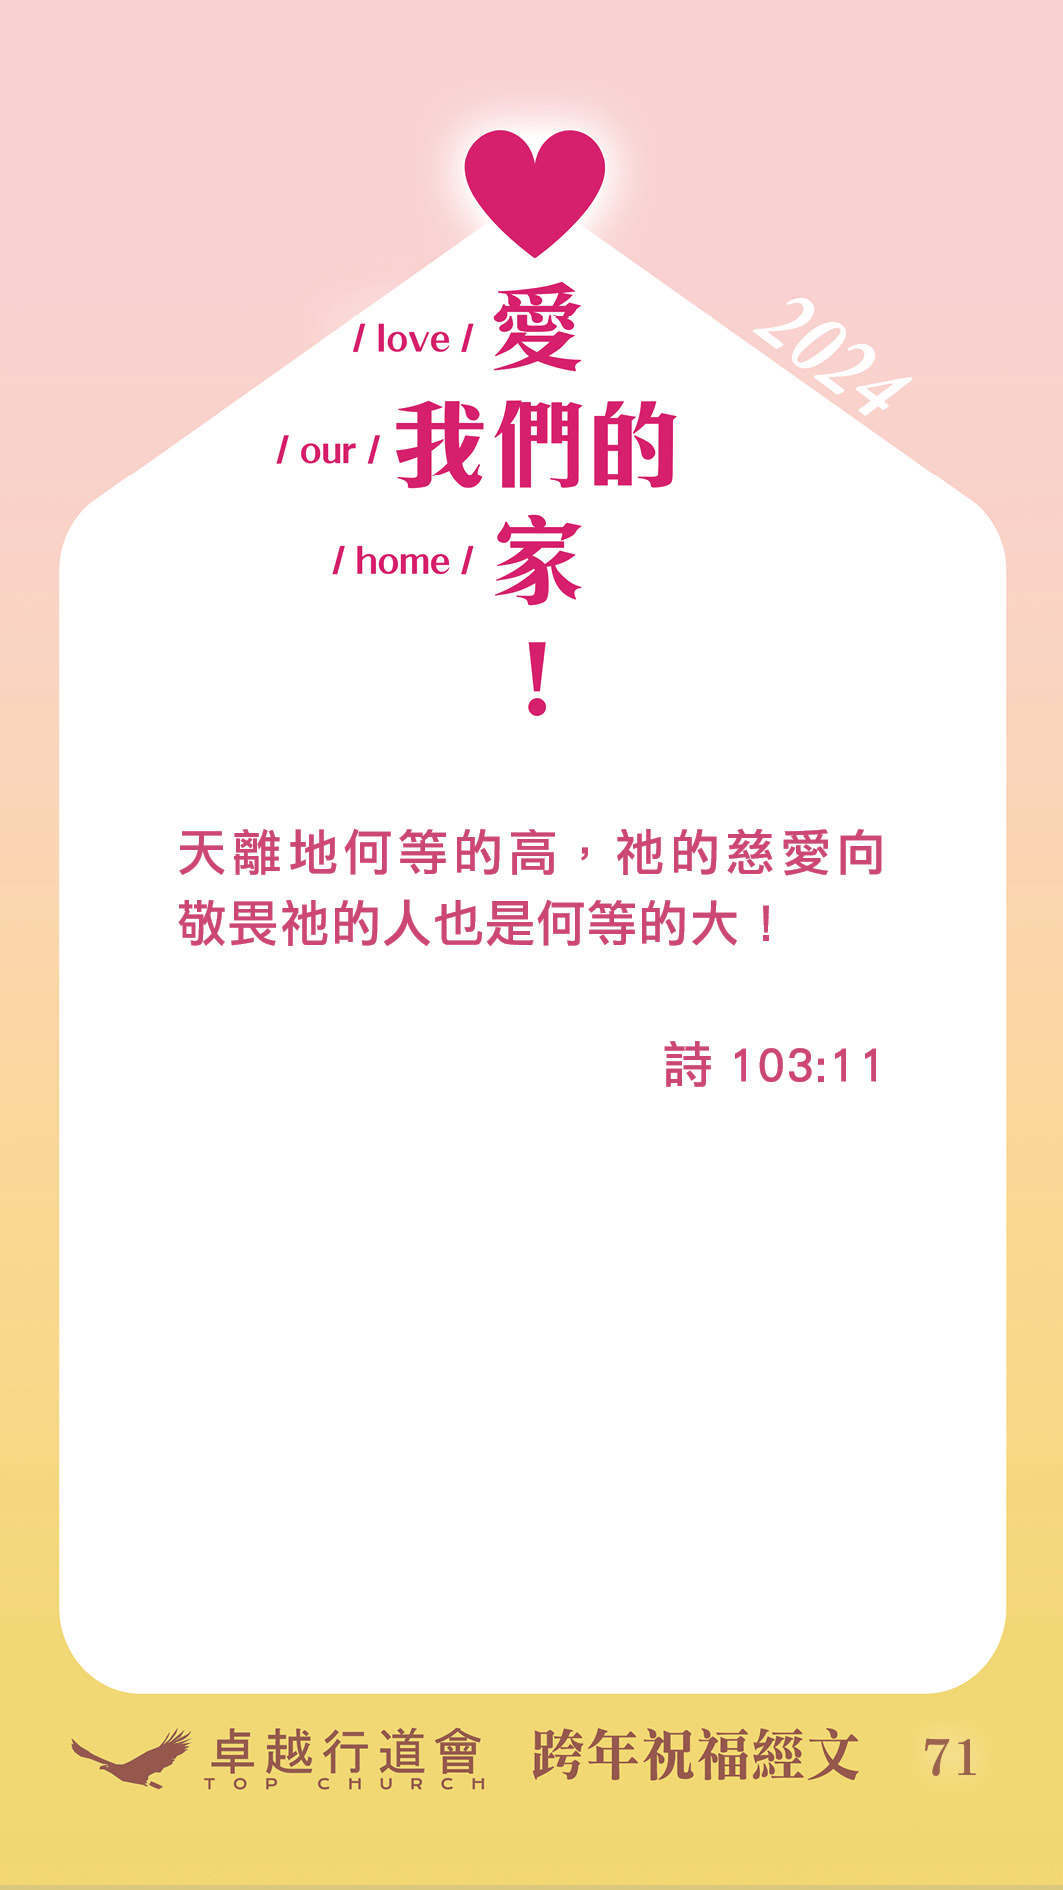 2024
/ love / 愛
/ our / 我們的
/ home / 家
！
天離地何等的高，祂的慈愛向
敬畏祂的人也是何等的大！
詩 103:11
卓越行道會 跨年祝福經文 71
TOP CHURCH